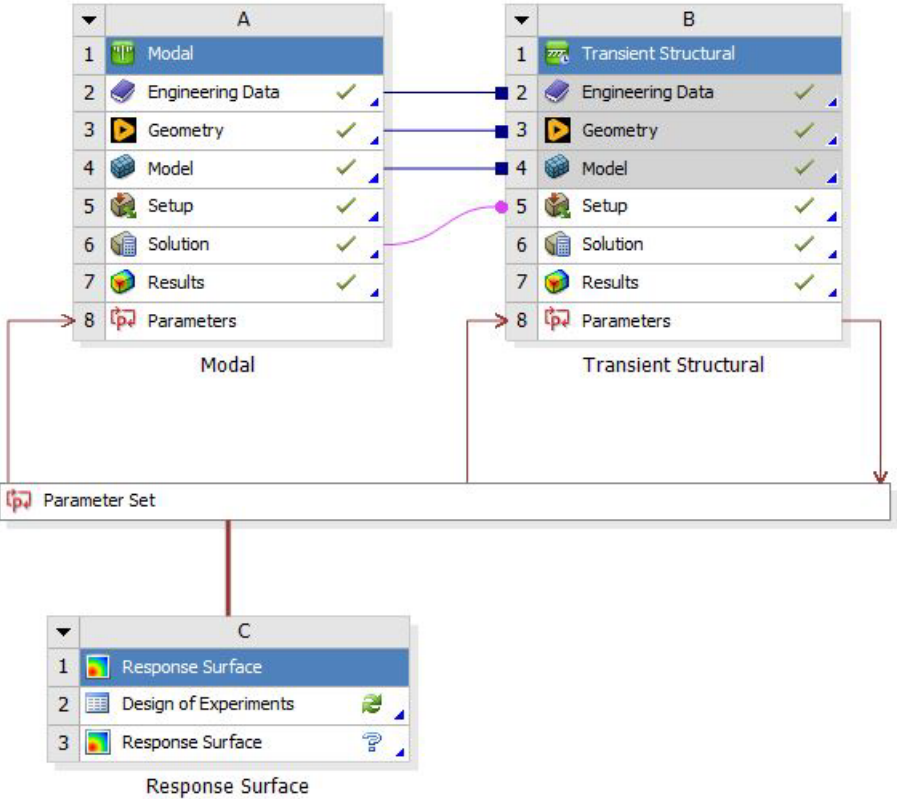 A
1 Modal
2 Engineering Data
3 Geometry
4 Model
5 Setup
6 Solution
7 Results
8 Parameters
Modal
B
1 Transient Structural
2 Engineering Data
3 Geometry
4 Model
5 Setup
6 Solution
7 Results
8 Parameters
Transient Structural
Parameter Set
C
1 Response Surface
2 Design of Experiments
3 Response Surface
Response Surface